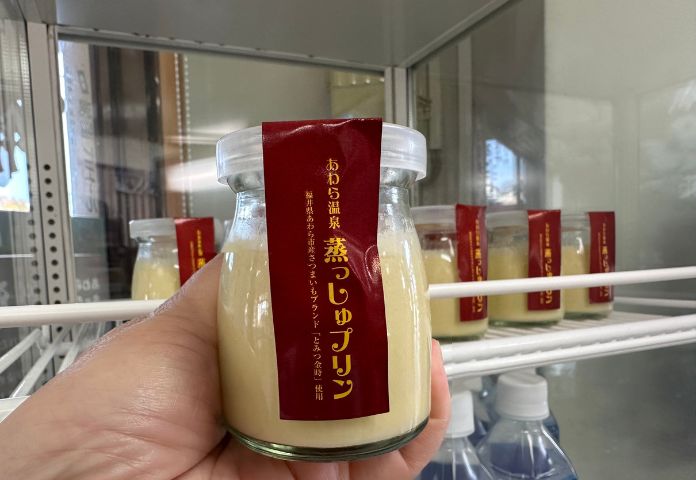 あわら温泉
蒸っしゅプリン
福井県あわら市産さつまいもブランド「とみつ金時」使用